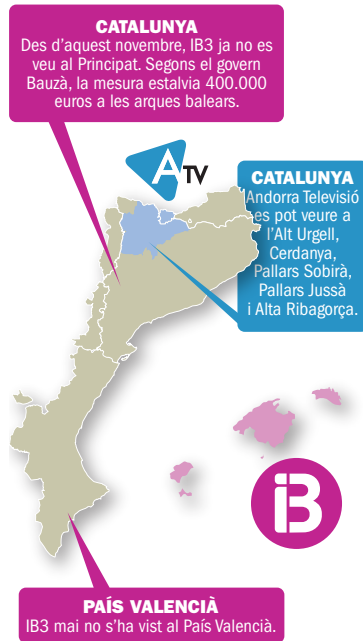 CATALUNYA
Des d'aquest novembre, IB3 ja no es
veu al Principat. Segons el govern
Bauzà, la mesura estalvia 400.000
euros a les arques balears.
ATV
CATALUNYA
Andorra Televisió
es pot veure a
l'Alt Urgell,
Cerdanya,
Pallars Sobirà,
Pallars Jussà
i Alta Ribagorça.
iB3
PAÍS VALENCIÀ
IB3 mai no s'ha vist al País Valencià.